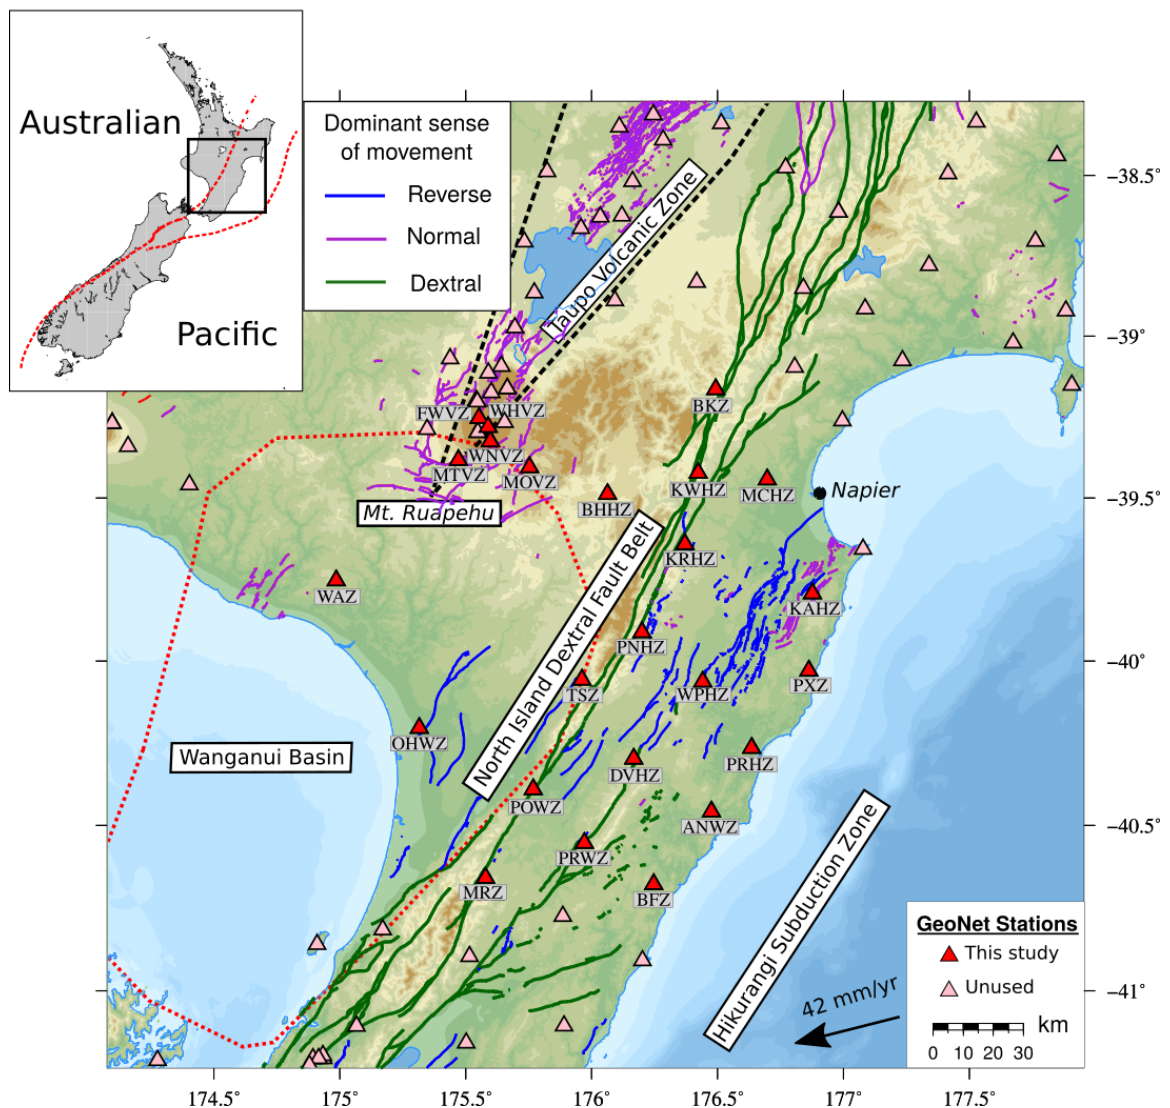 Australian
Pacific
Dominant sense
of movement
Reverse
Normal
Dextral
Taupo Volcanic Zone
−38.5°
−39°
−39.5°
−40°
−40.5°
−41°
FWVZ
WHVZ
WNVZ
MTVZ
MOVZ
Mt. Ruapehu
BKZ
KWHZ
MCHZ
Napier
BHHZ
KRHZ
WAZ
KAHZ
PNHZ
North Island Dextral Fault Belt
TSZ
WPHZ
PXZ
OHWZ
Wanganui Basin
DVHZ
PRHZ
POWZ
ANWZ
PRWZ
MRZ
BFZ
Hikurangi Subduction Zone
42 mm/yr
GeoNet Stations
This study
Unused
km
0 10 20 30
174.5° 175° 175.5° 176° 176.5° 177° 177.5°